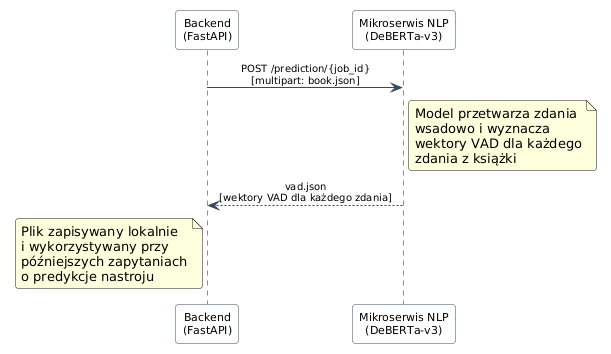 Backend
(FastAPI)
Mikroserwis NLP
(DeBERTa-v3)
POST /prediction/{job_id}
[multipart: book.json]
Model przetwarza zdania
wsadowo i wyznacza
wektory VAD dla każdego
zdania z książki
vad.json
[wektory VAD dla każdego zdania]
Plik zapisywany lokalnie
i wykorzystywany przy
późniejszych zapytaniach
o predykcje nastroju
Backend
(FastAPI)
Mikroserwis NLP
(DeBERTa-v3)